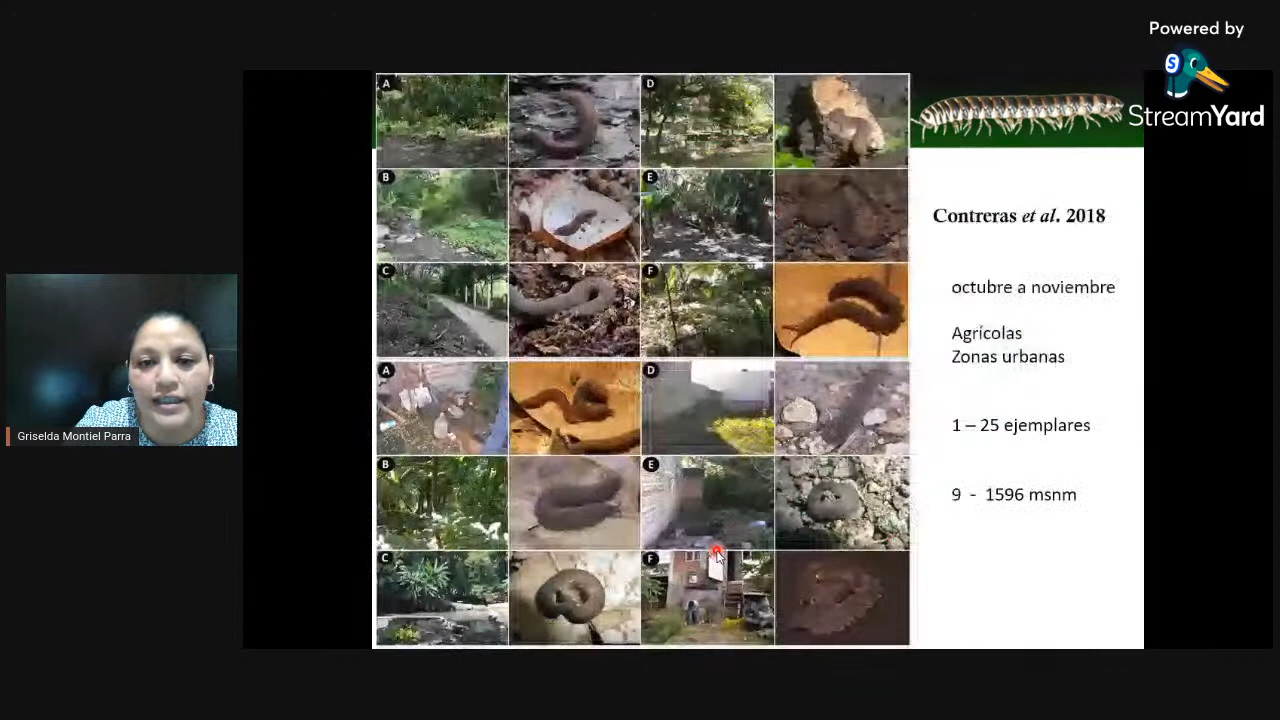 Powered by
S
StreamYard
A
D
B
E
C
F
A
D
B
E
C
F
Contreras et al. 2018
octubre a noviembre
Agrícolas
Zonas urbanas
1 – 25 ejemplares
9 - 1596 msnm
Griselda Montiel Parra